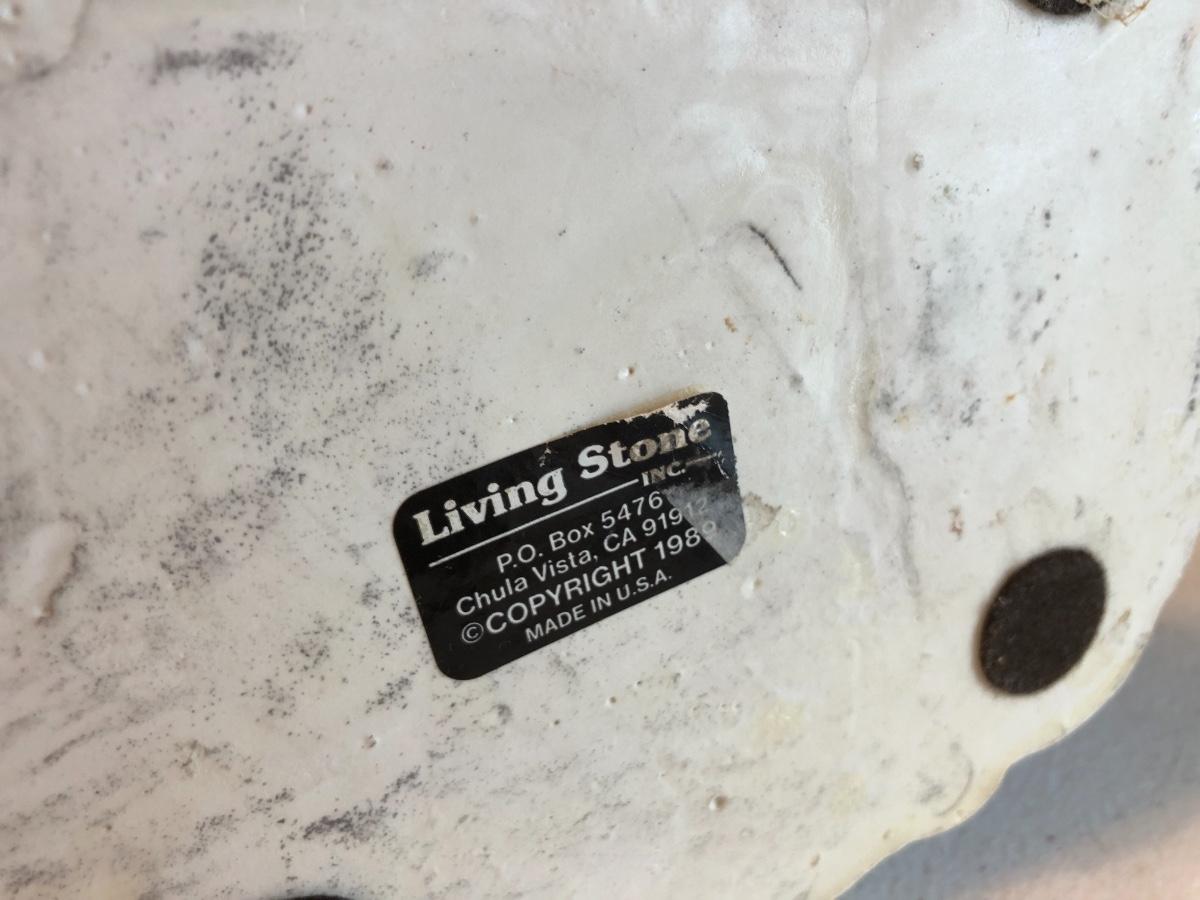 Living Stone
INC.
P.O. Box 5476
Chula Vista, CA 91912
©COPYRIGHT 1989
MADE IN U.S.A.